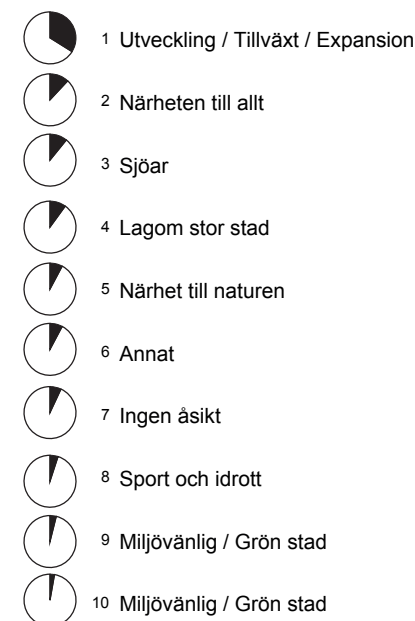 1 Utveckling / Tillväxt / Expansion
2 Närheten till allt
3 Sjöar
4 Lagom stor stad
5 Närhet till naturen
6 Annat
7 Ingen åsikt
8 Sport och idrott
9 Miljövänlig / Grön stad
10 Miljövänlig / Grön stad